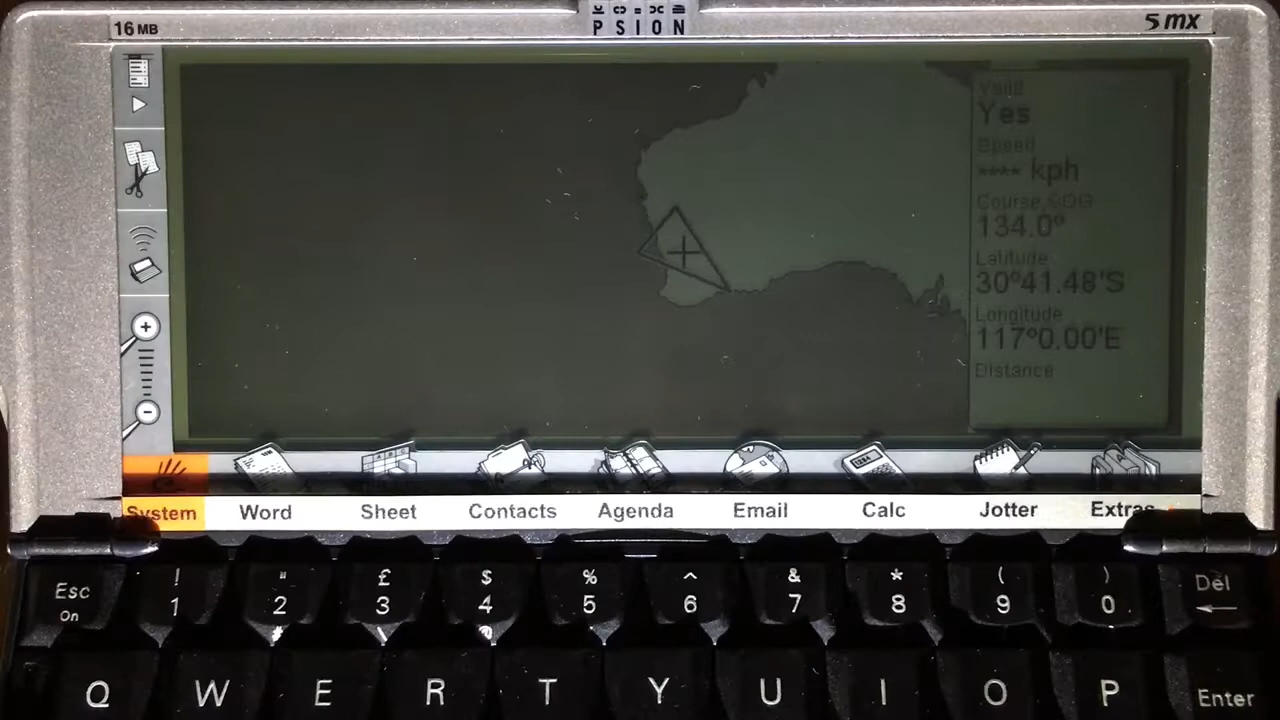 16 MB
PSION
5mx
Valid
Yes
Speed
**** kph
Course, COG
134.0°
Latitude
30°41.48'S
Longitude
117°0.00'E
Distance
System Word Sheet Contacts Agenda Email Calc Jotter Extras
Esc ! " £ $ % ^ & * ( ) Del
On 1 2 3 4 5 6 7 8 9 0 ←
# \ @
Q W E R T Y U I O P Enter